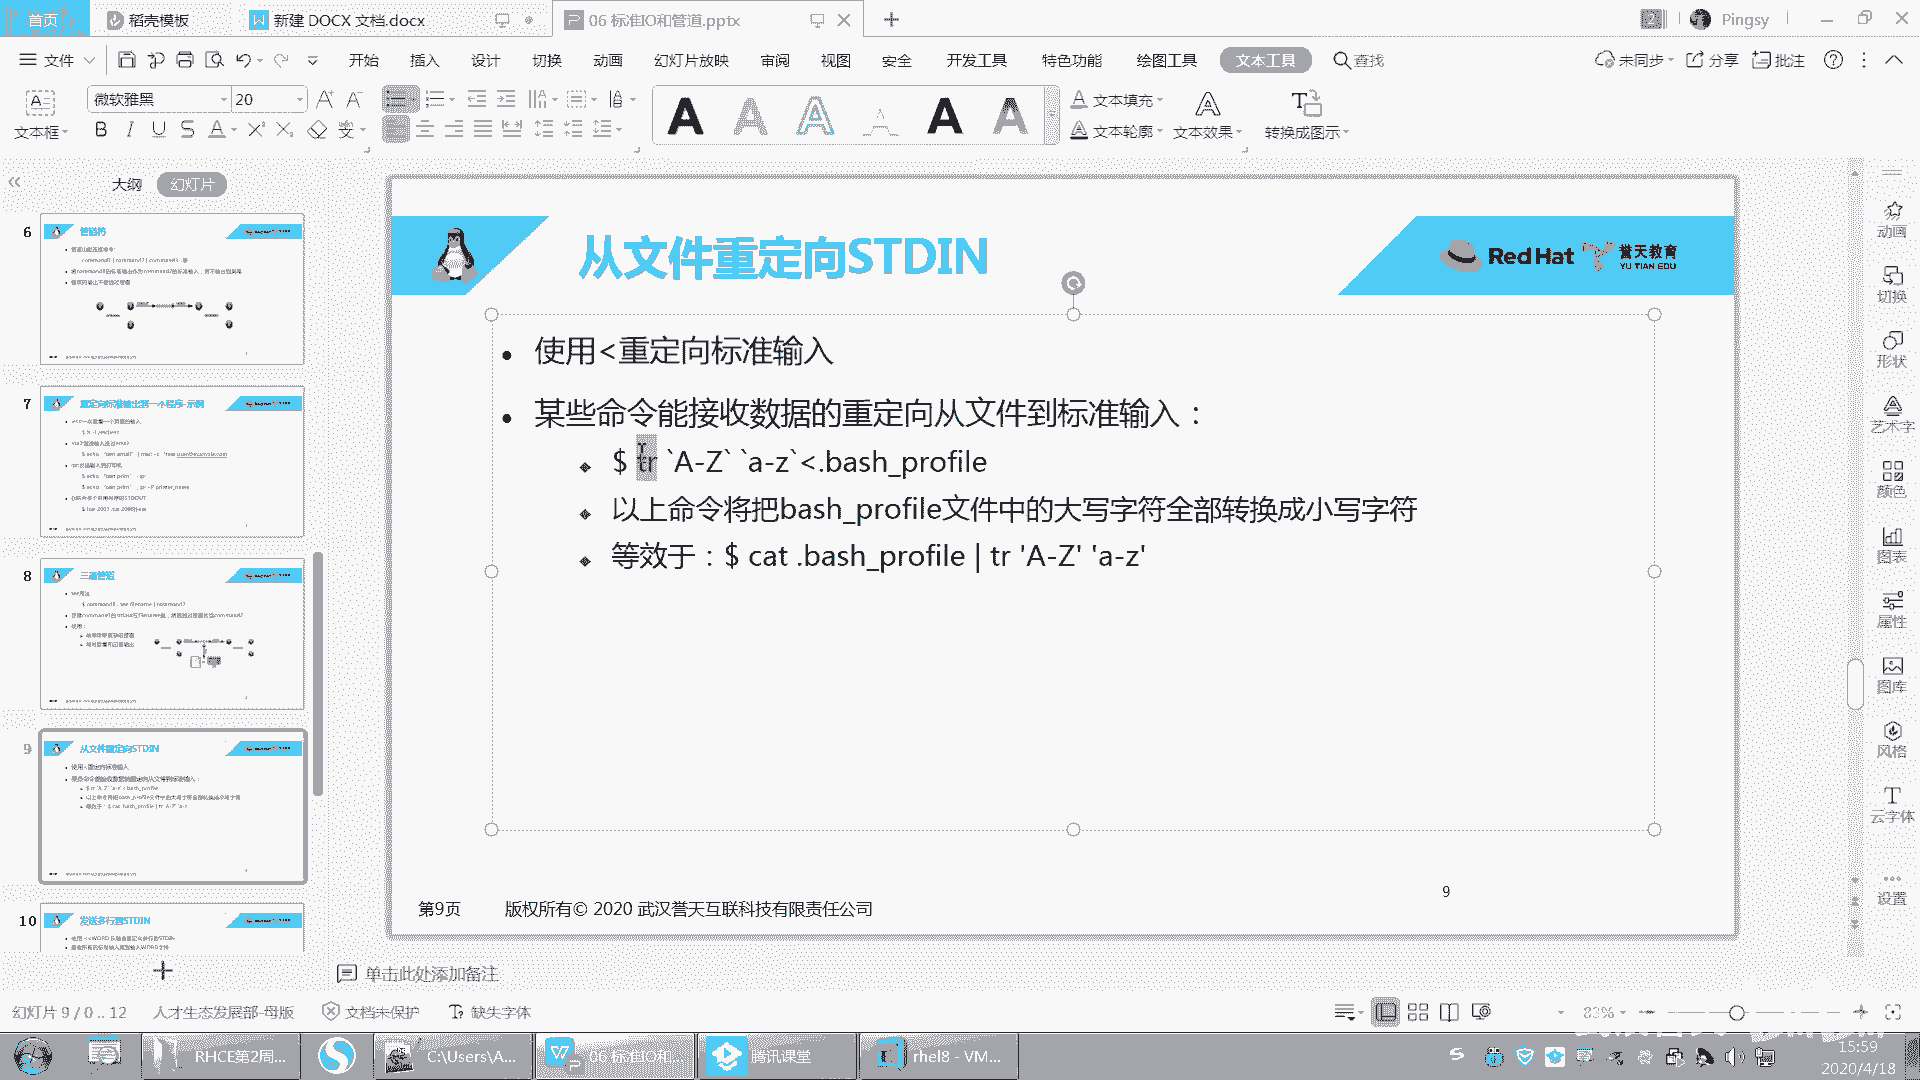 首页
稻壳模板
新建 DOCX 文档.docx
06 标准IO和管道.pptx
2
Pingsy
文件
开始
插入
设计
切换
动画
幻灯片放映
审阅
视图
安全
开发工具
特色功能
绘图工具
文本工具
查找
未同步
分享
批注
文本框
微软雅黑
20
文本填充
文本轮廓
文本效果
转换成图示
大纲
幻灯片
6
管道符
7
重定向标准输出到一个程序-示例
8
三通管道
9
从文件重定向STDIN
使用<重定向标准输入
10
发送多行到STDIN
从文件重定向STDIN
Red Hat
誉天教育
YU TIAN EDU
使用<重定向标准输入
某些命令能接收数据的重定向从文件到标准输入：
$ tr `A-Z` `a-z`<.bash_profile
以上命令将把bash_profile文件中的大写字符全部转换成小写字符
等效于：$ cat .bash_profile | tr 'A-Z' 'a-z'
9
第9页
版权所有© 2020 武汉誉天互联科技有限责任公司
动画
切换
形状
艺术字
颜色
图表
属性
图库
风格
云字体
设置
单击此处添加备注
幻灯片 9 / 0 .. 12
人才生态发展部-母版
文档未保护
缺失字体
83%
RHCE第2周...
C:\Users\A...
06 标准IO和...
腾讯课堂
rhel8 - VM...
15:59
2020/4/18